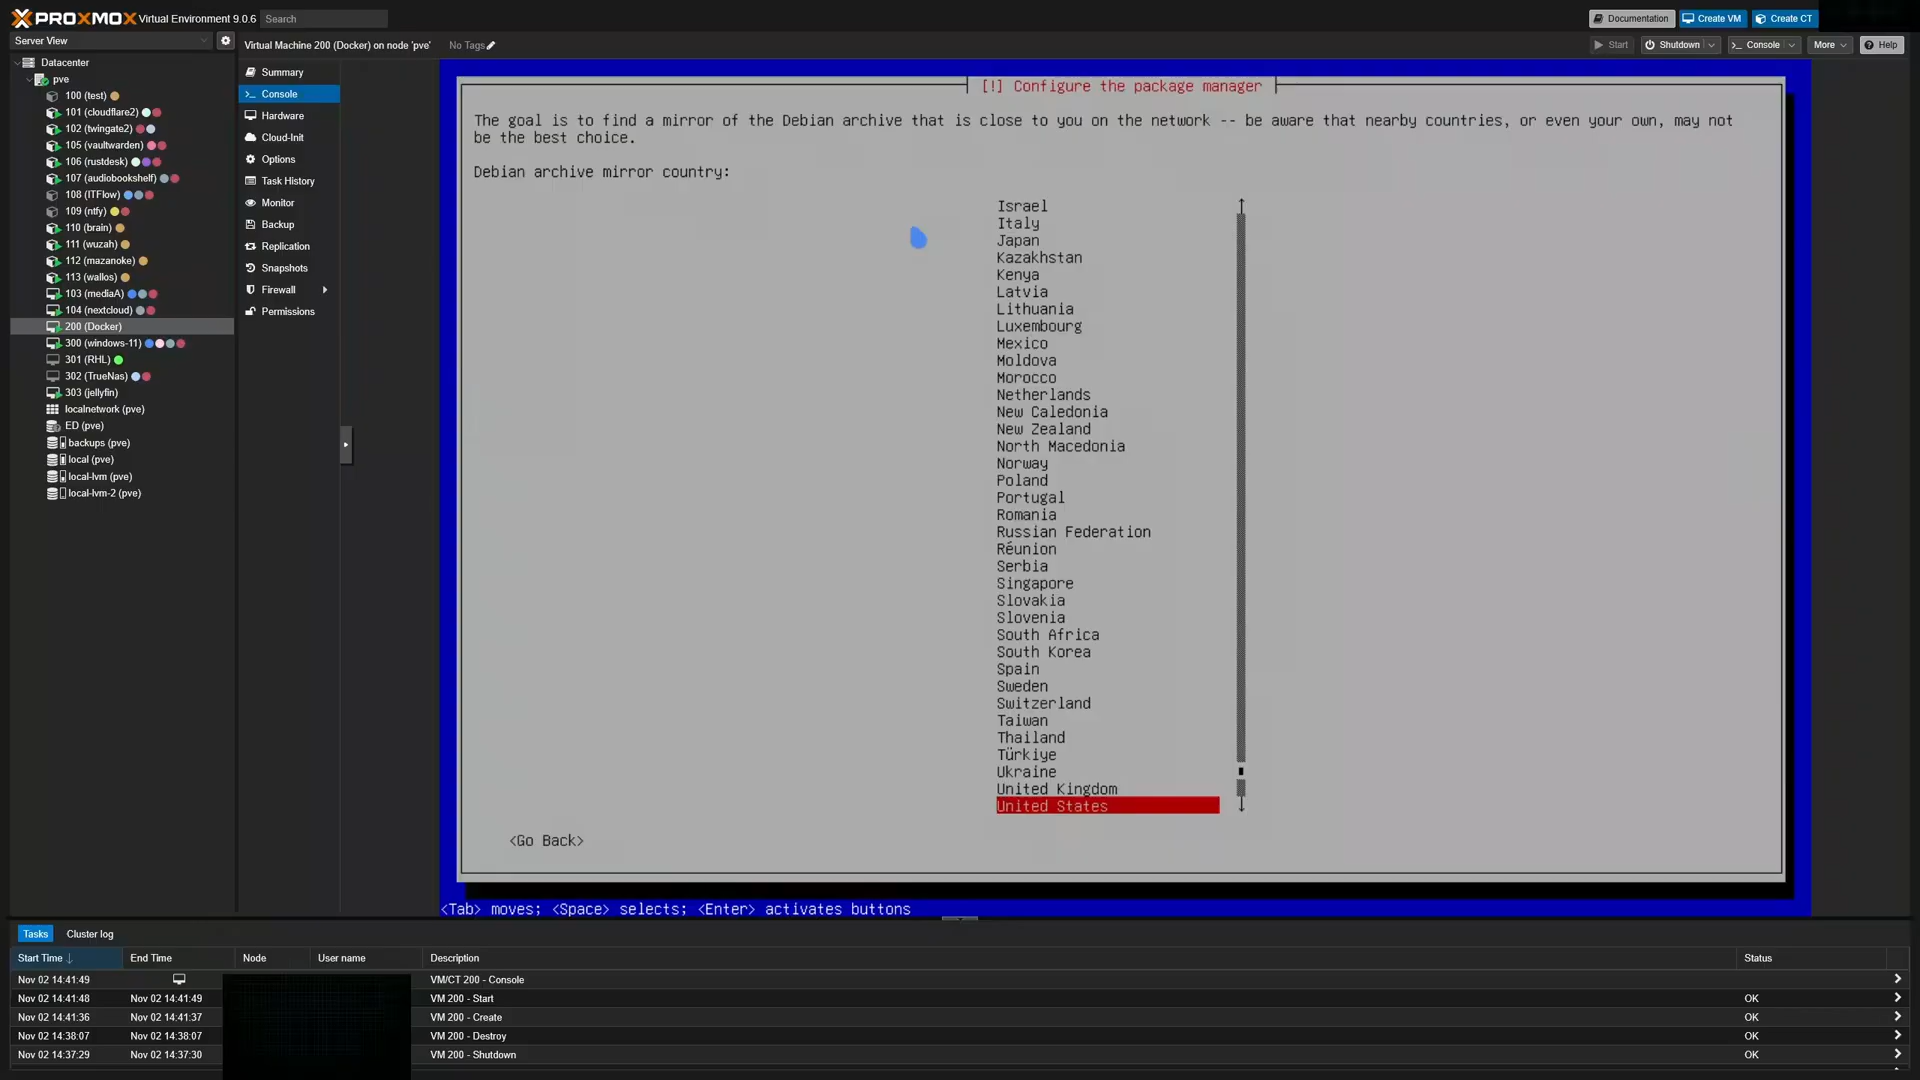 PROXMOX Virtual Environment 9.0.6 Search Documentation Create VM Create CT
Server View
Virtual Machine 200 (Docker) on node 'pve' No Tags Start Shutdown Console More Help
Datacenter
pve
100 (test)
101 (cloudflare2)
102 (twingate2)
105 (vaultwarden)
106 (rustdesk)
107 (audiobookshelf)
108 (ITFlow)
109 (ntfy)
110 (brain)
111 (wuzah)
112 (mazanoke)
113 (wallos)
103 (mediaA)
104 (nextcloud)
200 (Docker)
300 (windows-11)
301 (RHL)
302 (TrueNas)
303 (jellyfin)
localnetwork (pve)
ED (pve)
backups (pve)
local (pve)
local-lvm (pve)
local-lvm-2 (pve)
Summary
Console
Hardware
Cloud-Init
Options
Task History
Monitor
Backup
Replication
Snapshots
Firewall
Permissions
[!] Configure the package manager
The goal is to find a mirror of the Debian archive that is close to you on the network -- be aware that nearby countries, or even your own, may not
be the best choice.
Debian archive mirror country:
Israel
Italy
Japan
Kazakhstan
Kenya
Latvia
Lithuania
Luxembourg
Mexico
Moldova
Morocco
Netherlands
New Caledonia
New Zealand
North Macedonia
Norway
Poland
Portugal
Romania
Russian Federation
Réunion
Serbia
Singapore
Slovakia
Slovenia
South Africa
South Korea
Spain
Sweden
Switzerland
Taiwan
Thailand
Türkiye
Ukraine
United Kingdom
United States
<Go Back>
<Tab> moves; <Space> selects; <Enter> activates buttons
Tasks Cluster log
Start Time End Time Node User name Description Status
Nov 02 14:41:49 VM/CT 200 - Console
Nov 02 14:41:48 Nov 02 14:41:49 VM 200 - Start OK
Nov 02 14:41:36 Nov 02 14:41:37 VM 200 - Create OK
Nov 02 14:38:07 Nov 02 14:38:07 VM 200 - Destroy OK
Nov 02 14:37:29 Nov 02 14:37:30 VM 200 - Shutdown OK